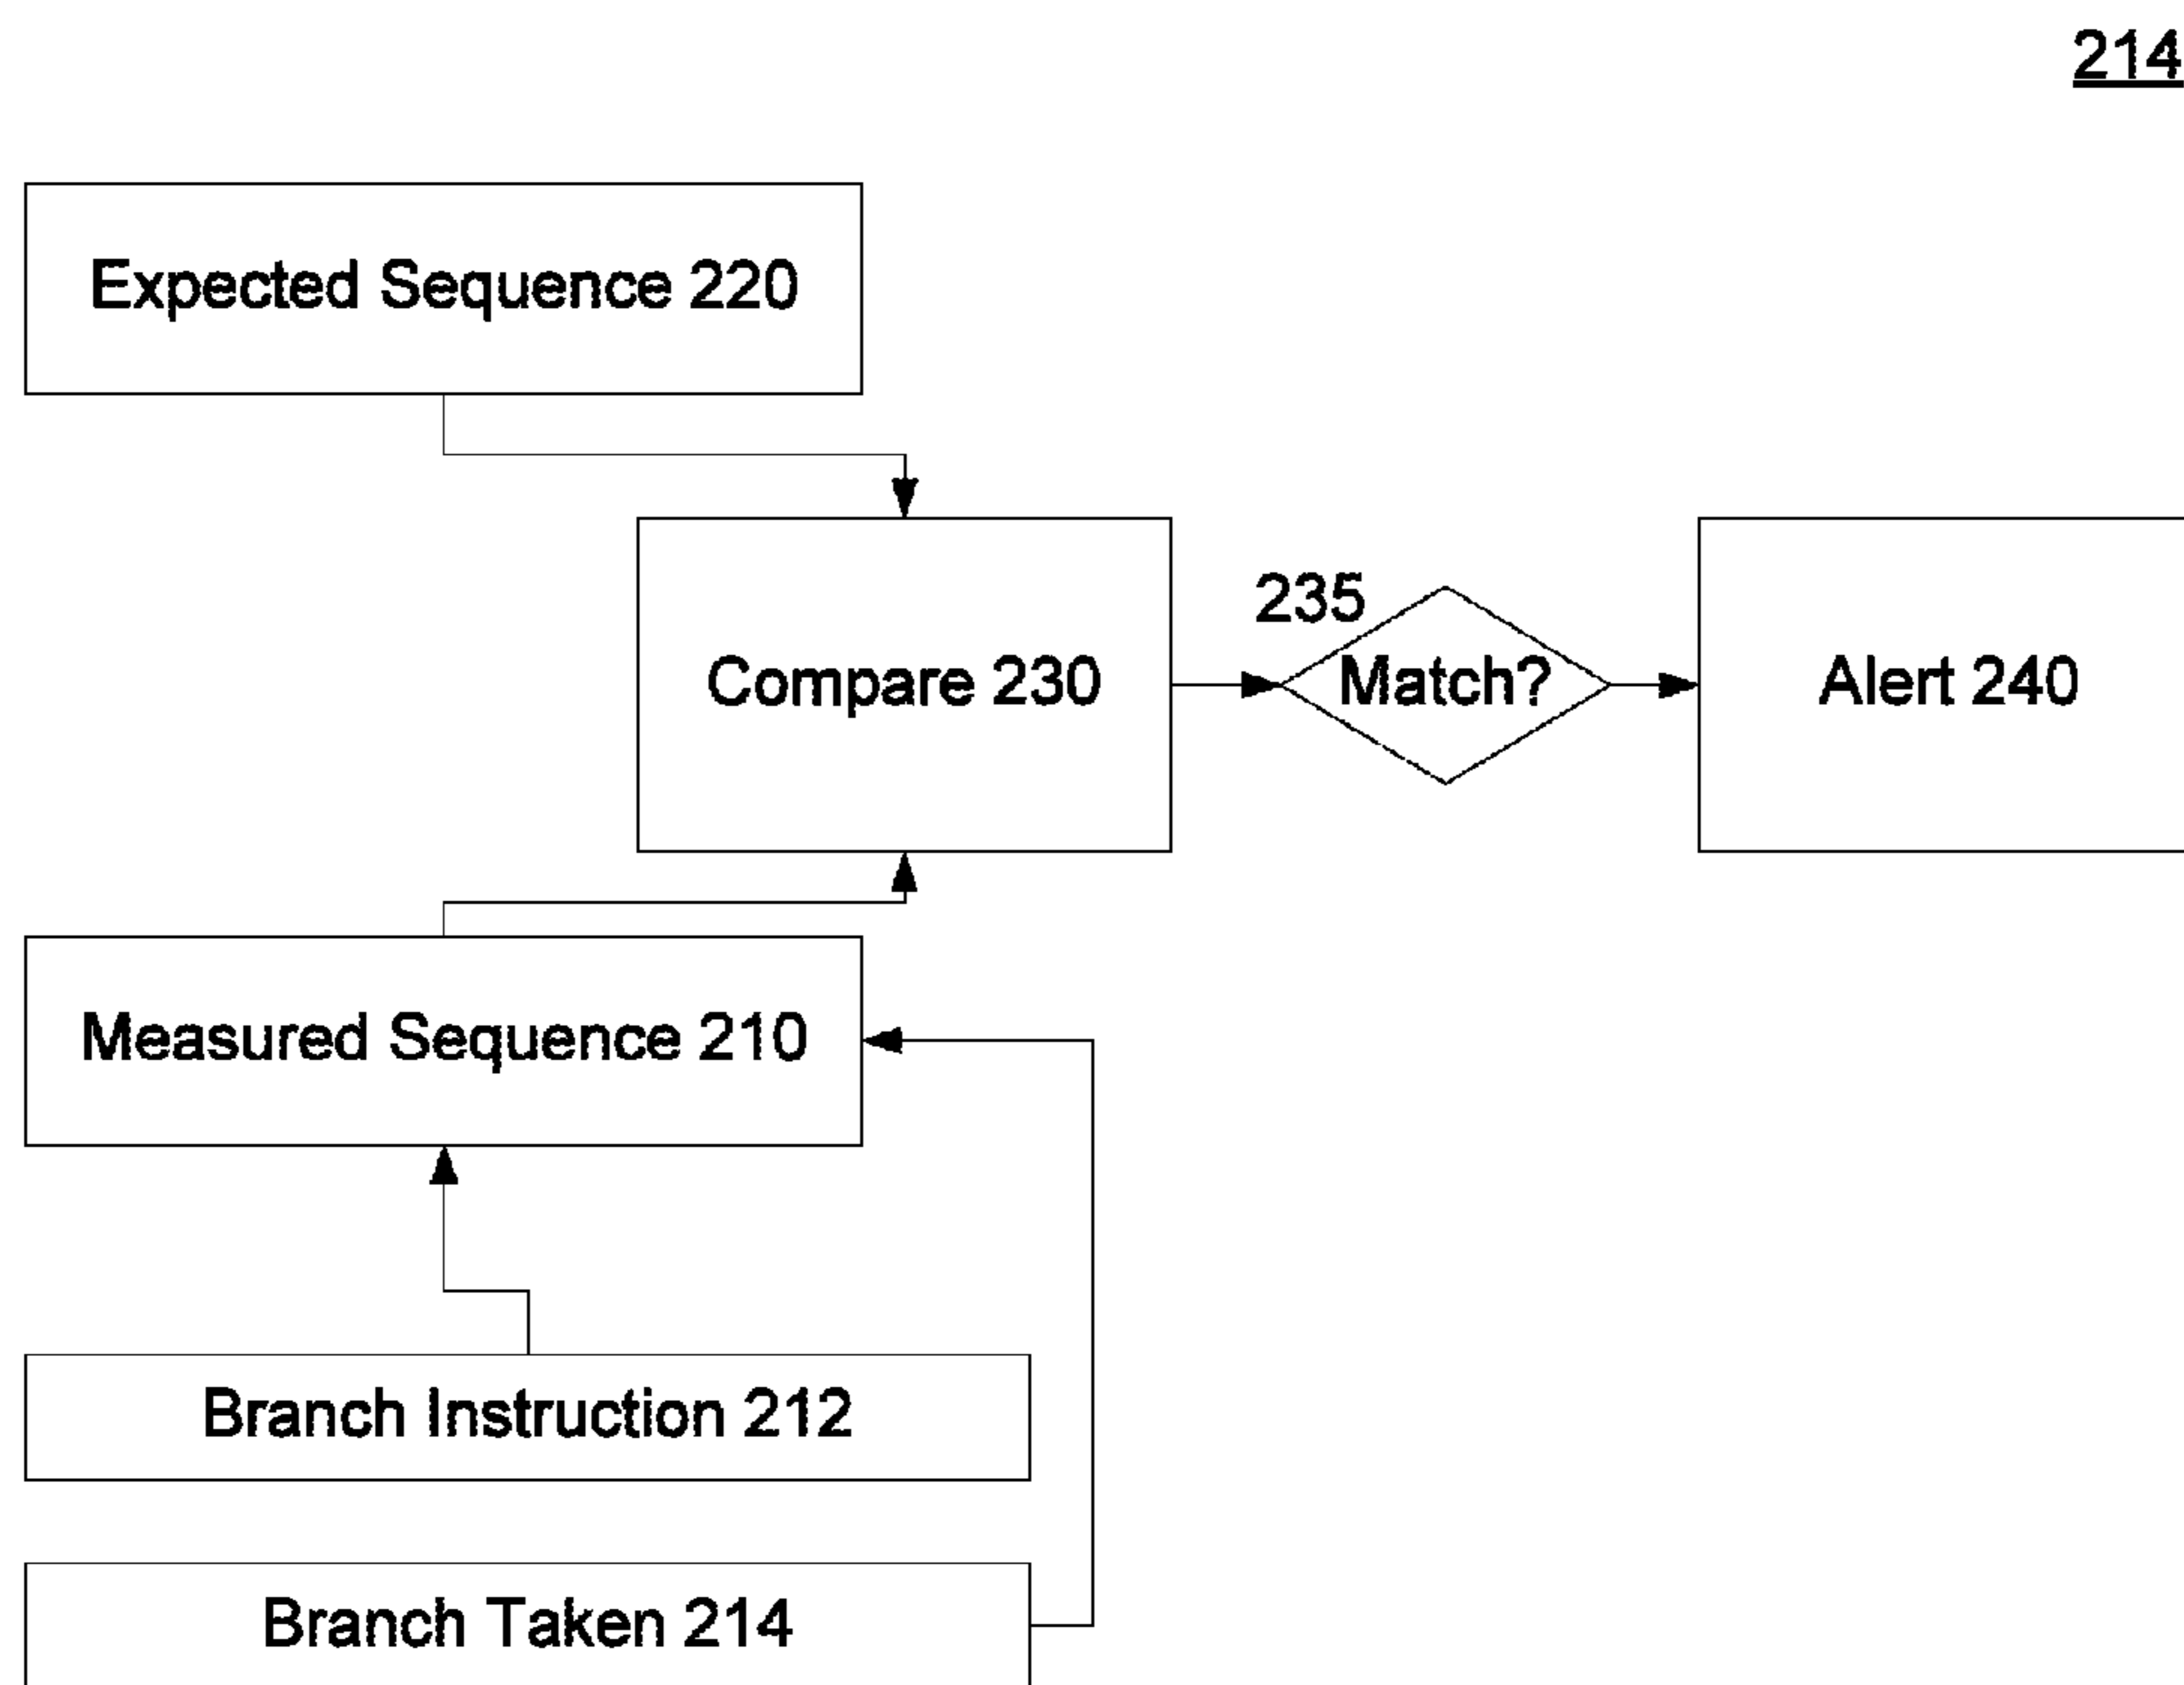 214
Expected Sequence 220
235
Compare 230
Match?
Alert 240
Measured Sequence 210
Branch Instruction 212
Branch Taken 214